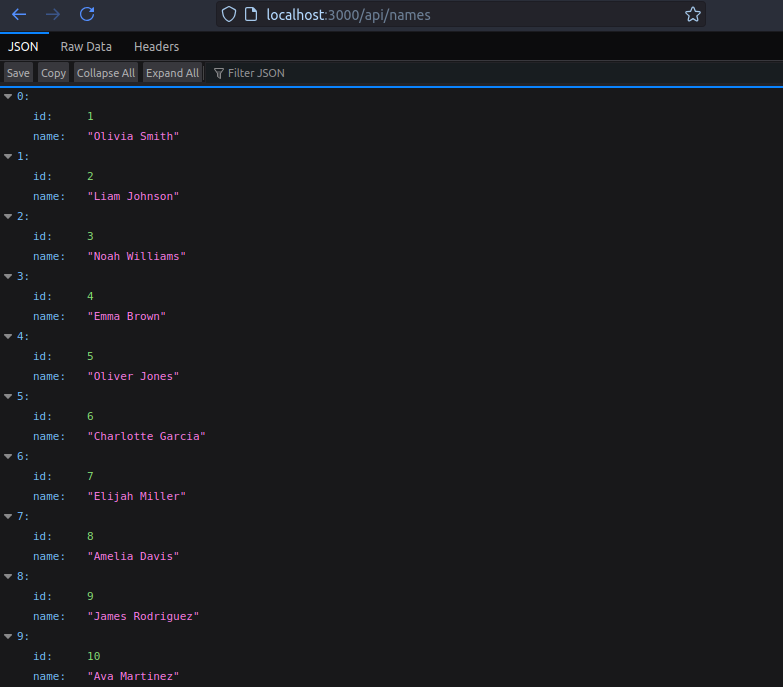 localhost:3000/api/names
JSON Raw Data Headers
Save Copy Collapse All Expand All Filter JSON
0:
id: 1
name: "Olivia Smith"
1:
id: 2
name: "Liam Johnson"
2:
id: 3
name: "Noah Williams"
3:
id: 4
name: "Emma Brown"
4:
id: 5
name: "Oliver Jones"
5:
id: 6
name: "Charlotte Garcia"
6:
id: 7
name: "Elijah Miller"
7:
id: 8
name: "Amelia Davis"
8:
id: 9
name: "James Rodriguez"
9:
id: 10
name: "Ava Martinez"